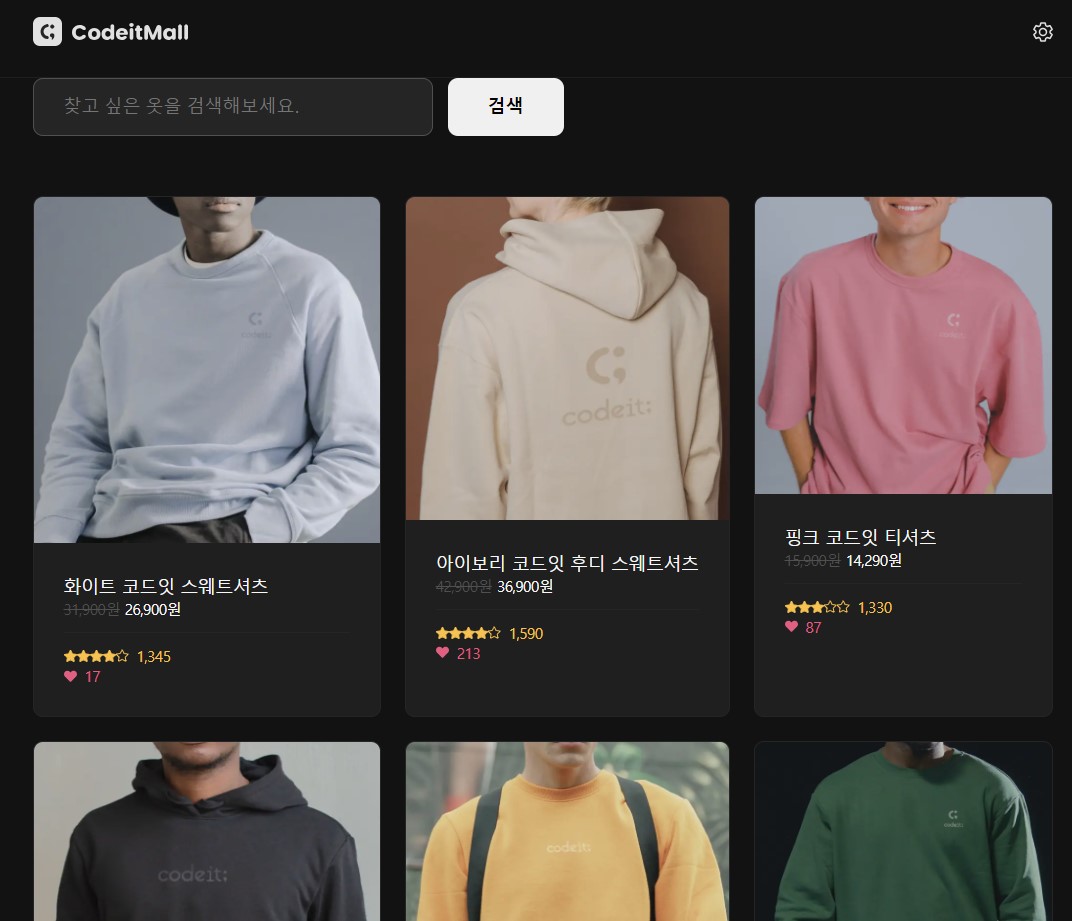 CodeitMall
찾고 싶은 옷을 검색해보세요.
검색
codeit:
codeit:
codeit:
화이트 코드잇 스웨트셔츠
31,900원 26,900원
1,345
17
아이보리 코드잇 후디 스웨트셔츠
42,900원 36,900원
1,590
213
핑크 코드잇 티셔츠
15,900원 14,290원
1,330
87
codeit:
codeit:
codeit: